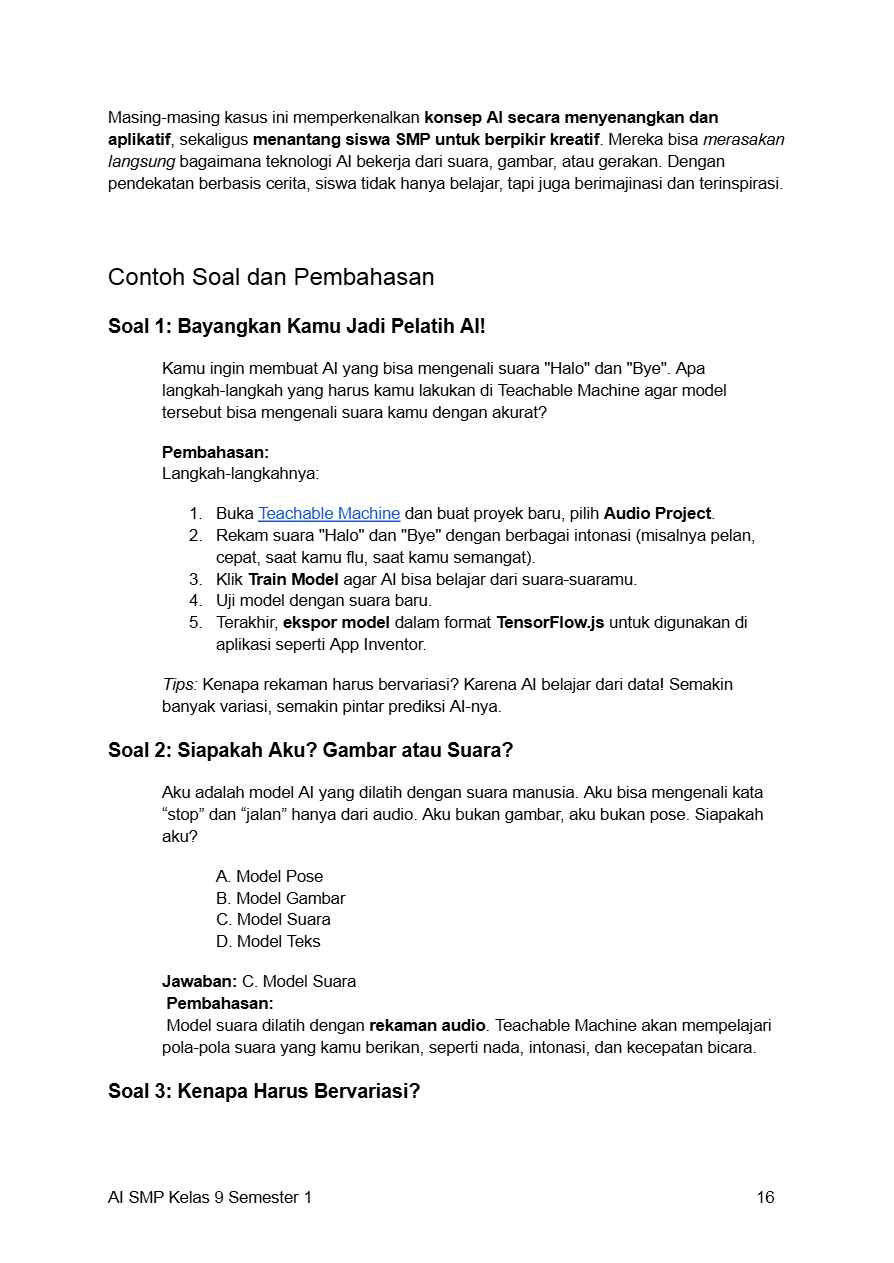 Masing-masing kasus ini memperkenalkan konsep AI secara menyenangkan dan
aplikatif, sekaligus menantang siswa SMP untuk berpikir kreatif. Mereka bisa merasakan
langsung bagaimana teknologi AI bekerja dari suara, gambar, atau gerakan. Dengan
pendekatan berbasis cerita, siswa tidak hanya belajar, tapi juga berimajinasi dan terinspirasi.
Contoh Soal dan Pembahasan
Soal 1: Bayangkan Kamu Jadi Pelatih AI!
Kamu ingin membuat AI yang bisa mengenali suara "Halo" dan "Bye". Apa
langkah-langkah yang harus kamu lakukan di Teachable Machine agar model
tersebut bisa mengenali suara kamu dengan akurat?
Pembahasan:
Langkah-langkahnya:
1. Buka Teachable Machine dan buat proyek baru, pilih Audio Project.
2. Rekam suara "Halo" dan "Bye" dengan berbagai intonasi (misalnya pelan,
cepat, saat kamu flu, saat kamu semangat).
3. Klik Train Model agar AI bisa belajar dari suara-suaramu.
4. Uji model dengan suara baru.
5. Terakhir, ekspor model dalam format TensorFlow.js untuk digunakan di
aplikasi seperti App Inventor.
Tips: Kenapa rekaman harus bervariasi? Karena AI belajar dari data! Semakin
banyak variasi, semakin pintar prediksi AI-nya.
Soal 2: Siapakah Aku? Gambar atau Suara?
Aku adalah model AI yang dilatih dengan suara manusia. Aku bisa mengenali kata
“stop” dan “jalan” hanya dari audio. Aku bukan gambar, aku bukan pose. Siapakah
aku?
A. Model Pose
B. Model Gambar
C. Model Suara
D. Model Teks
Jawaban: C. Model Suara
Pembahasan:
Model suara dilatih dengan rekaman audio. Teachable Machine akan mempelajari
pola-pola suara yang kamu berikan, seperti nada, intonasi, dan kecepatan bicara.
Soal 3: Kenapa Harus Bervariasi?
AI SMP Kelas 9 Semester 1 16